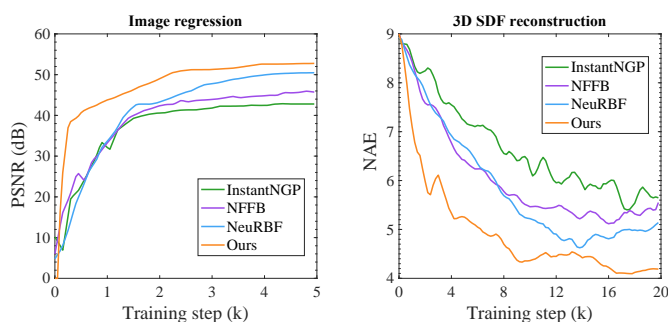 Image regression
PSNR (dB)
60
50
40
30
20
10
0
InstantNGP
NFFB
NeuRBF
Ours
0 1 2 3 4 5
Training step (k)
3D SDF reconstruction
NAE
9
8
7
6
5
4
InstantNGP
NFFB
NeuRBF
Ours
0 4 8 12 16 20
Training step (k)